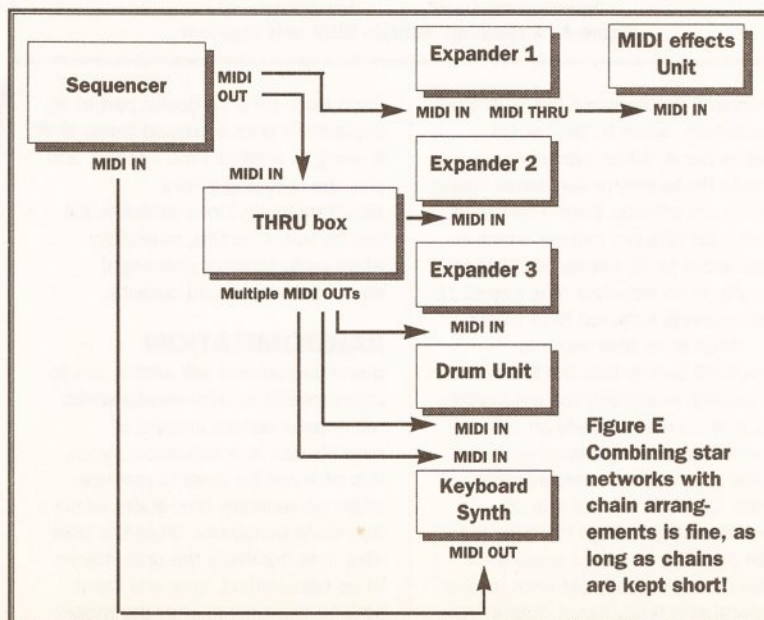 Expander 1
MIDI effects
Unit
Sequencer
MIDI
OUT
MIDI IN
MIDI THRU
MIDI IN
MIDI IN
Expander 2
MIDI IN
THRU box
MIDI IN
Expander 3
Multiple MIDI OUTs
MIDI IN
Drum Unit
MIDI IN
MIDI IN
Keyboard
Synth
MIDI OUT
Figure E
Combining star
networks with
chain arrange-
ments is fine, as
long as chains
are kept short!